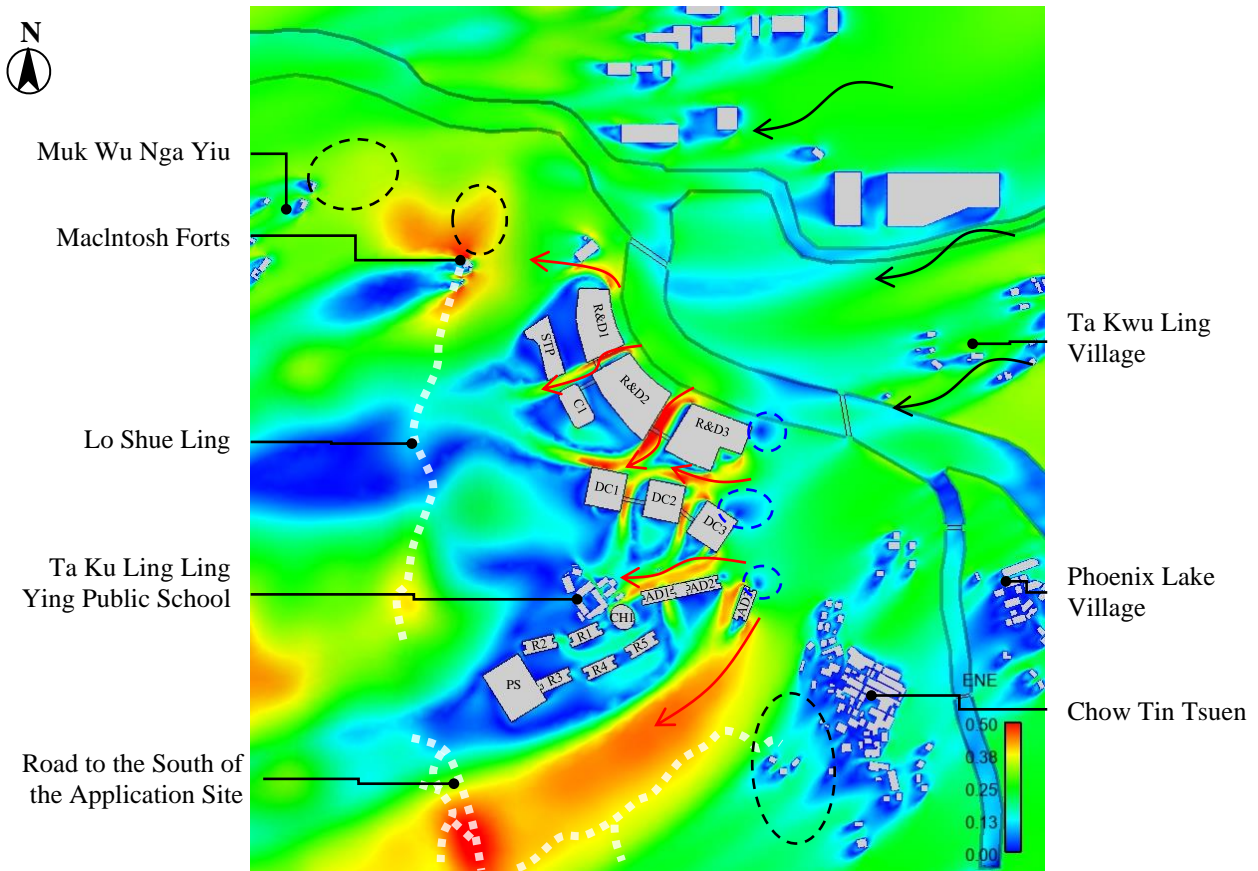 N
Muk Wu Nga Yiu
MacIntosh Forts
Lo Shue Ling
Ta Ku Ling Ling
Ying Public School
Road to the South of
the Application Site
Ta Kwu Ling
Village
Phoenix Lake
Village
Chow Tin Tsuen
R&D1
STP
R&D2
C1
R&D3
DC1
DC2
DC3
AD1
AD2
AD3
CH1
R1
R2
R5
R4
R3
PS
ENE
0.50
0.38
0.25
0.13
0.00